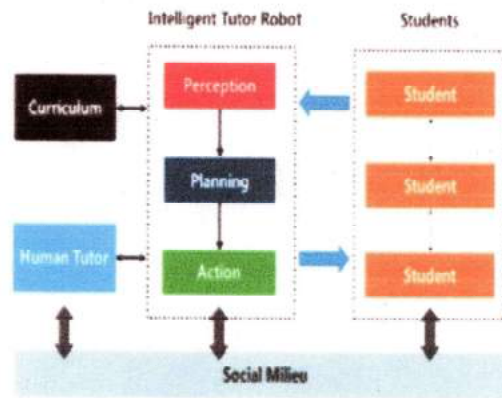 Intelligent Tutor Robot
Students
Perception
Student
Curriculum
Planning
Student
Human Tutor
Action
Student
Social Milieu